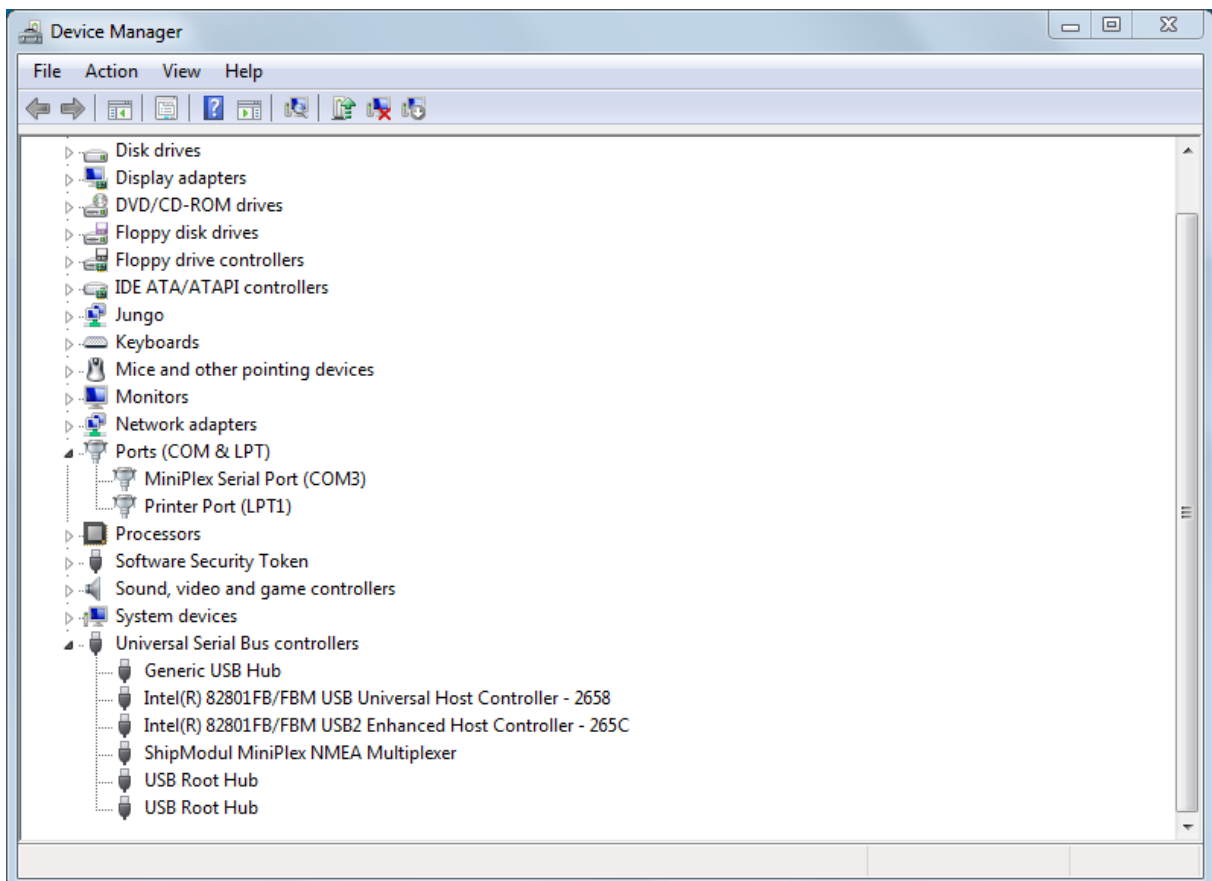 Device Manager
File Action View Help
Disk drives
Display adapters
DVD/CD-ROM drives
Floppy disk drives
Floppy drive controllers
IDE ATA/ATAPI controllers
Jungo
Keyboards
Mice and other pointing devices
Monitors
Network adapters
Ports (COM & LPT)
MiniPlex Serial Port (COM3)
Printer Port (LPT1)
Processors
Software Security Token
Sound, video and game controllers
System devices
Universal Serial Bus controllers
Generic USB Hub
Intel(R) 82801FB/FBM USB Universal Host Controller - 2658
Intel(R) 82801FB/FBM USB2 Enhanced Host Controller - 265C
ShipModul MiniPlex NMEA Multiplexer
USB Root Hub
USB Root Hub